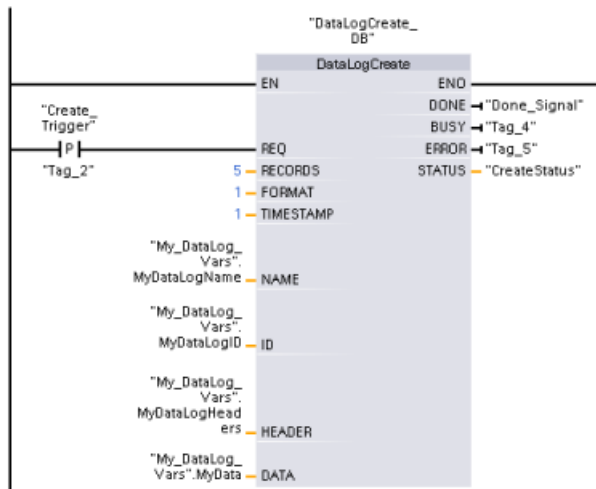 "DataLogCreate_
DB"
DataLogCreate
EN ENO
DONE "Done_Signal"
"Create_
Trigger"
BUSY "Tag_4"
P REQ ERROR "Tag_5"
"Tag_2" 5 RECORDS STATUS "CreateStatus"
1 FORMAT
1 TIMESTAMP
"My_DataLog_
Vars".
MyDataLogName NAME
"My_DataLog_
Vars".
MyDataLogID ID
"My_DataLog_
Vars".
MyDataLogHead
ers HEADER
"My_DataLog_
Vars".MyData DATA